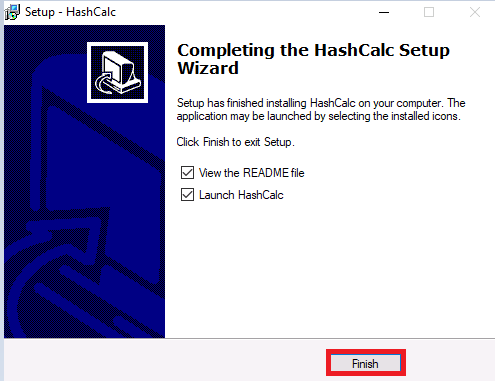 Setup - HashCalc
Completing the HashCalc Setup
Wizard
Setup has finished installing HashCalc on your computer. The
application may be launched by selecting the installed icons.
Click Finish to exit Setup.
View the README file
Launch HashCalc
Finish